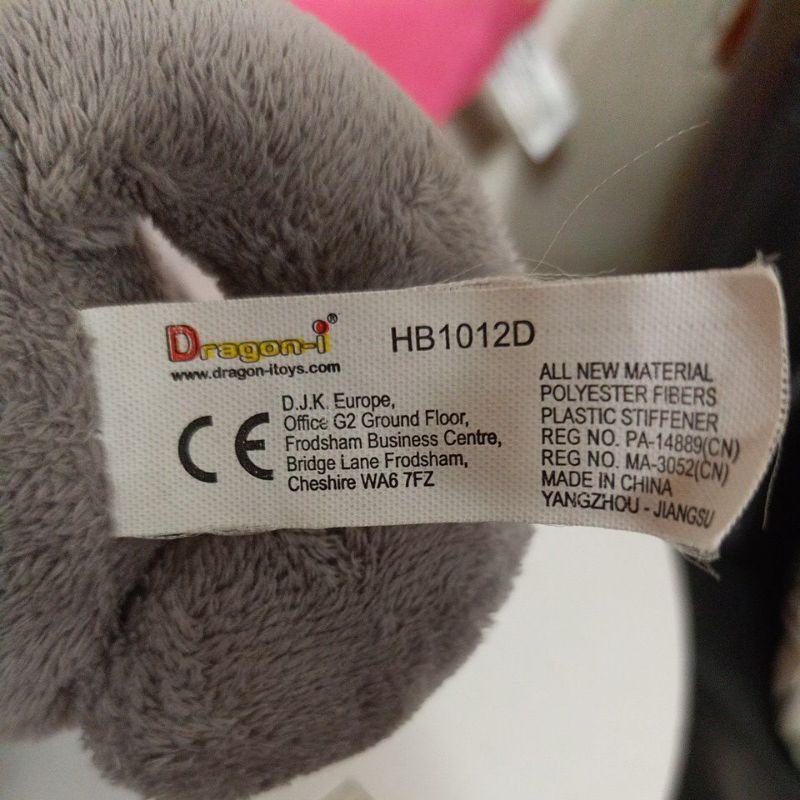 Dragon-i®
www.dragon-itoys.com
HB1012D
CE
D.J.K. Europe,
Office G2 Ground Floor,
Frodsham Business Centre,
Bridge Lane Frodsham,
Cheshire WA6 7FZ
ALL NEW MATERIAL
POLYESTER FIBERS
PLASTIC STIFFENER
REG NO. PA-14889(CN)
REG NO. MA-3052(CN)
MADE IN CHINA
YANGZHOU - JIANGSU